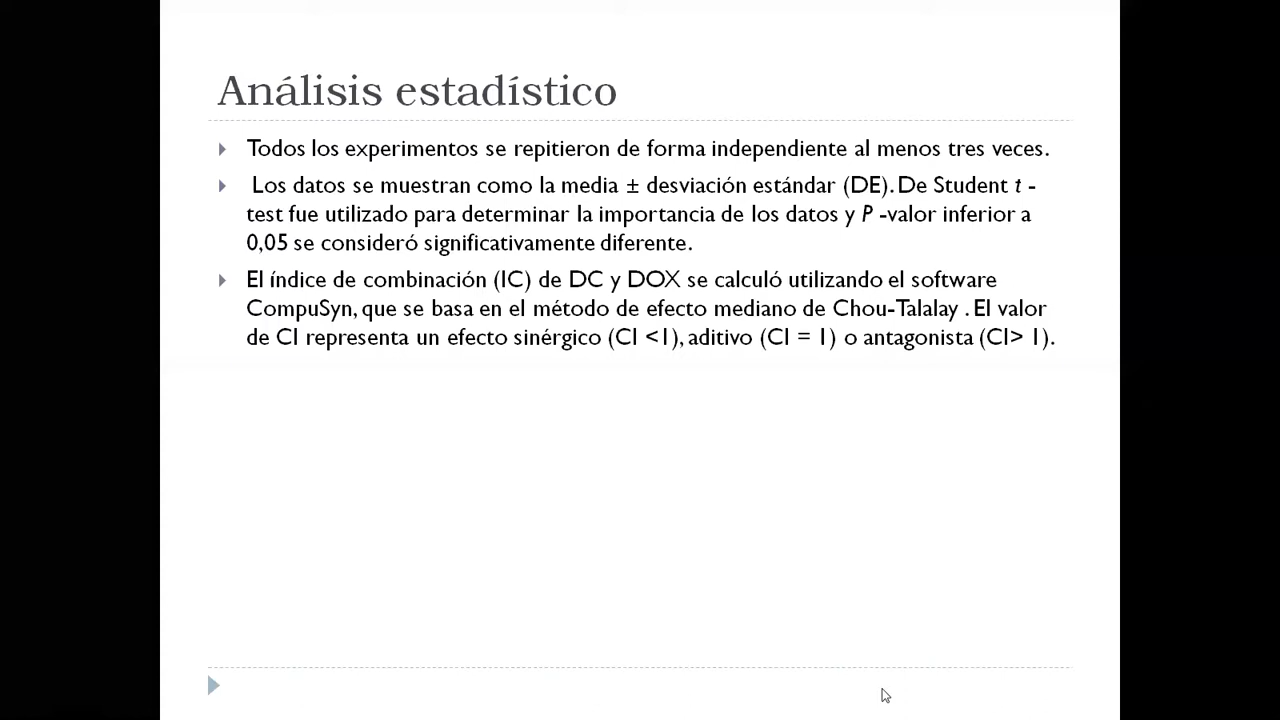 Análisis estadístico
Todos los experimentos se repitieron de forma independiente al menos tres veces.
Los datos se muestran como la media ± desviación estándar (DE). De Student t -
test fue utilizado para determinar la importancia de los datos y P -valor inferior a
0,05 se consideró significativamente diferente.
El índice de combinación (IC) de DC y DOX se calculó utilizando el software
CompuSyn, que se basa en el método de efecto mediano de Chou-Talalay . El valor
de CI representa un efecto sinérgico (CI <1), aditivo (CI = 1) o antagonista (CI> 1).